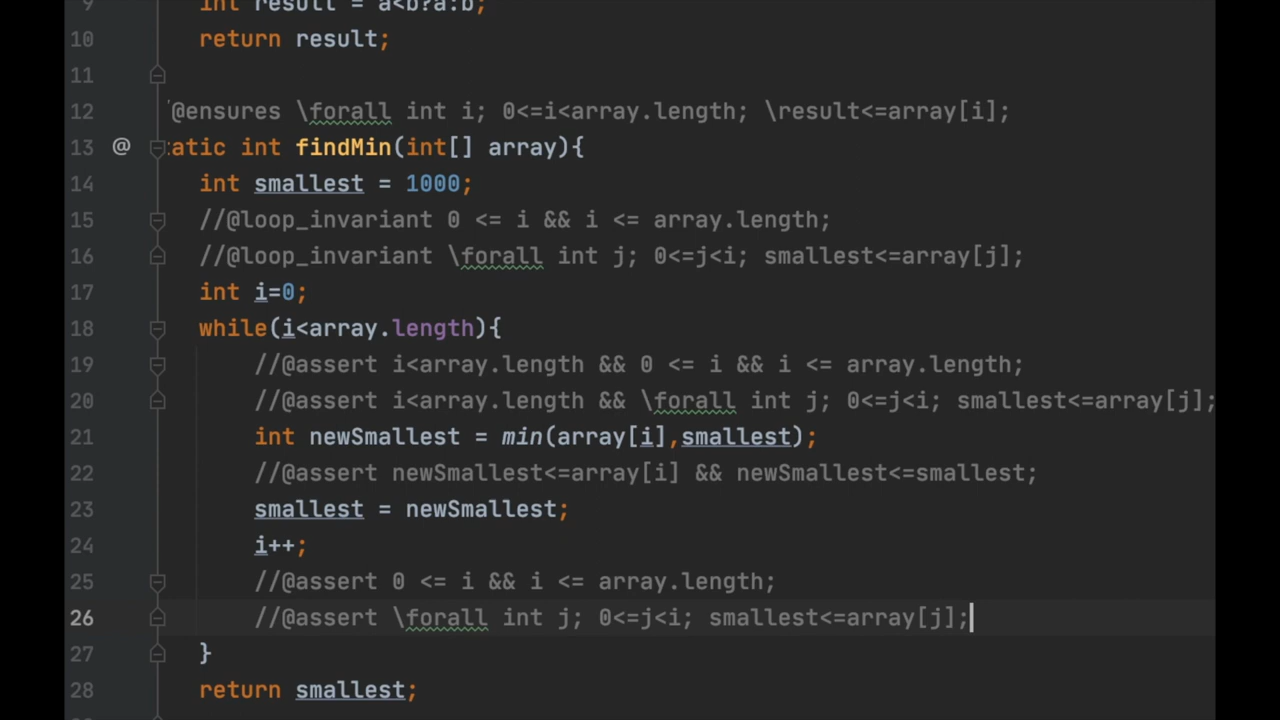 9 int result = a<b?a:b;
10 return result;
11
12 @ensures \forall int i; 0<=i<array.length; \result<=array[i];
13 @ tatic int findMin(int[] array){
14 int smallest = 1000;
15 //@loop_invariant 0 <= i && i <= array.length;
16 //@loop_invariant \forall int j; 0<=j<i; smallest<=array[j];
17 int i=0;
18 while(i<array.length){
19 //@assert i<array.length && 0 <= i && i <= array.length;
20 //@assert i<array.length && \forall int j; 0<=j<i; smallest<=array[j];
21 int newSmallest = min(array[i],smallest);
22 //@assert newSmallest<=array[i] && newSmallest<=smallest;
23 smallest = newSmallest;
24 i++;
25 //@assert 0 <= i && i <= array.length;
26 //@assert \forall int j; 0<=j<i; smallest<=array[j];
27 }
28 return smallest;